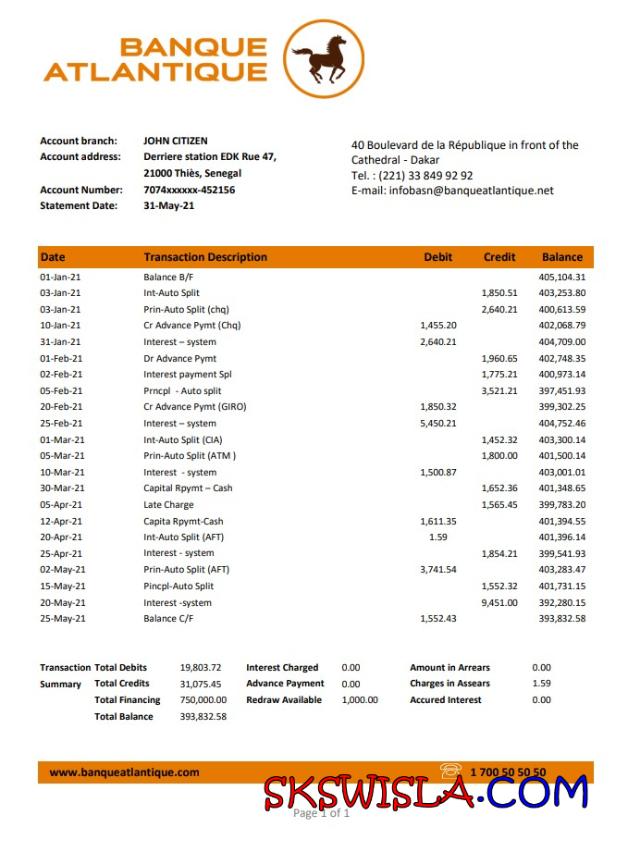 BANQUE
ATLANTIQUE
Account branch: JOHN CITIZEN
Account address: Derriere station EDK Rue 47,
21000 Thiès, Senegal
Account Number: 7074xxxxxx-452156
Statement Date: 31-May-21
40 Boulevard de la République in front of the
Cathedral - Dakar
Tel. : (221) 33 849 92 92
E-mail: infobasn@banqueatlantique.net
Date Transaction Description Debit Credit Balance
01-Jan-21 Balance B/F 405,104.31
03-Jan-21 Int-Auto Split 1,850.51 403,253.80
03-Jan-21 Prin-Auto Split (chq) 2,640.21 400,613.59
10-Jan-21 Cr Advance Pymt (Chq) 1,455.20 402,068.79
31-Jan-21 Interest – system 2,640.21 404,709.00
01-Feb-21 Dr Advance Pymt 1,960.65 402,748.35
02-Feb-21 Interest payment Spl 1,775.21 400,973.14
05-Feb-21 Prncpl - Auto split 3,521.21 397,451.93
20-Feb-21 Cr Advance Pymt (GIRO) 1,850.32 399,302.25
25-Feb-21 Interest – system 5,450.21 404,752.46
01-Mar-21 Int-Auto Split (CIA) 1,452.32 403,300.14
05-Mar-21 Prin-Auto Split (ATM ) 1,800.00 401,500.14
10-Mar-21 Interest - system 1,500.87 403,001.01
30-Mar-21 Capital Rpymt – Cash 1,652.36 401,348.65
05-Apr-21 Late Charge 1,565.45 399,783.20
12-Apr-21 Capita Rpymt-Cash 1,611.35 401,394.55
20-Apr-21 Int-Auto Split (AFT) 1.59 401,396.14
25-Apr-21 Interest - system 1,854.21 399,541.93
02-May-21 Prin-Auto Split (AFT) 3,741.54 403,283.47
15-May-21 Pincpl-Auto Split 1,552.32 401,731.15
20-May-21 Interest -system 9,451.00 392,280.15
25-May-21 Balance C/F 1,552.43 393,832.58
Transaction Total Debits 19,803.72 Interest Charged 0.00 Amount in Arrears 0.00
Summary Total Credits 31,075.45 Advance Payment 0.00 Charges in Assears 1.59
Total Financing 750,000.00 Redraw Available 1,000.00 Accured Interest 0.00
Total Balance 393,832.58
www.banqueatlantique.com 1 700 50 50 50
SKSWISLA.COM
Page 1 of 1